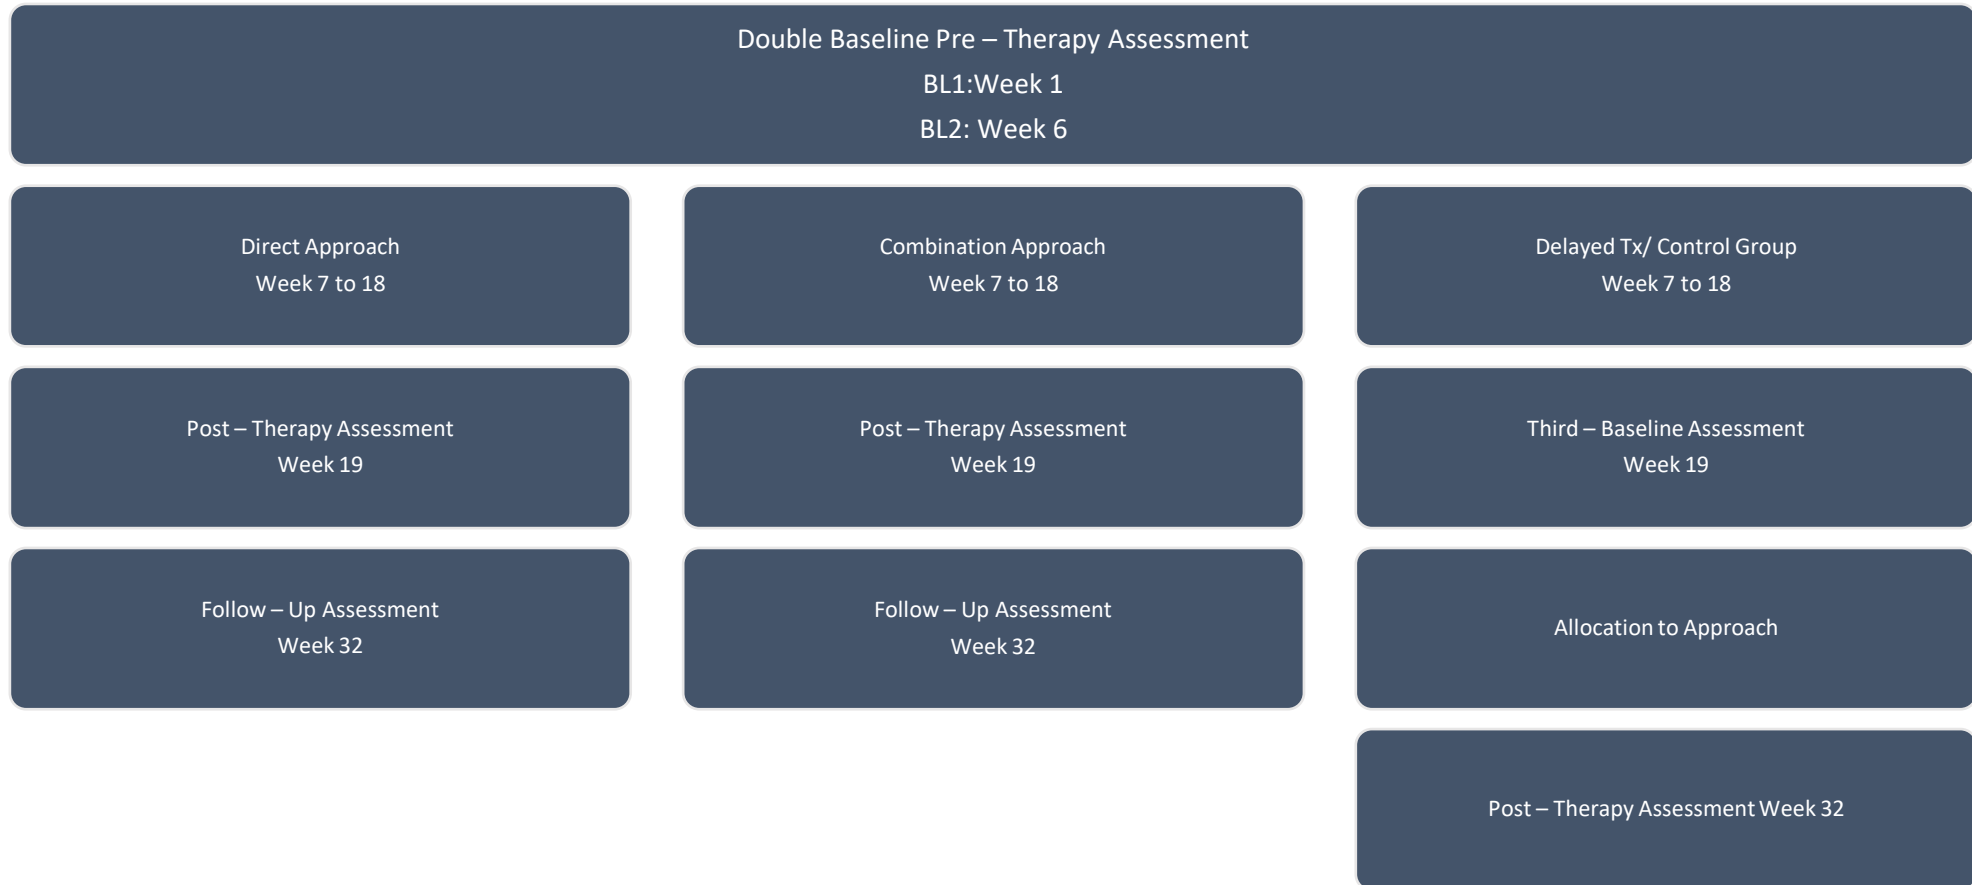 Double Baseline Pre – Therapy Assessment
BL1:Week 1
BL2: Week 6
Direct Approach
Week 7 to 18
Combination Approach
Week 7 to 18
Delayed Tx/ Control Group
Week 7 to 18
Post – Therapy Assessment
Week 19
Post – Therapy Assessment
Week 19
Third – Baseline Assessment
Week 19
Follow – Up Assessment
Week 32
Follow – Up Assessment
Week 32
Allocation to Approach
Post – Therapy Assessment Week 32